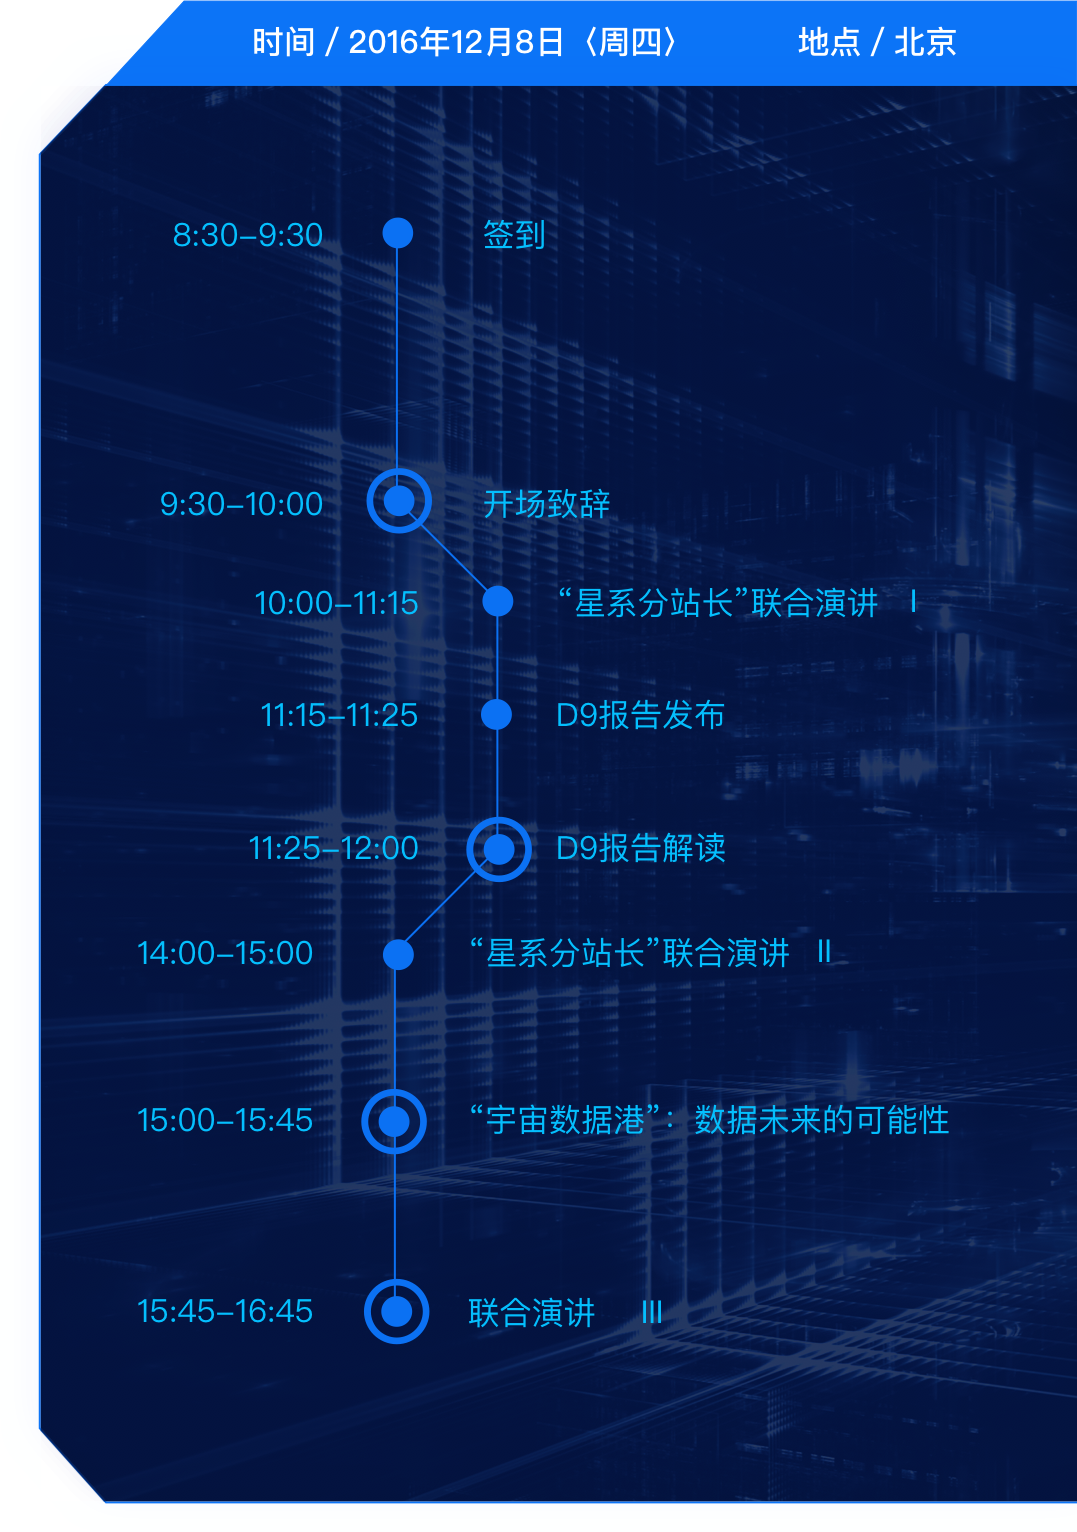 时间 / 2016年12月8日〈周四〉 地点 / 北京
8:30–9:30 签到
9:30–10:00 开场致辞
10:00–11:15 “星系分站长”联合演讲 I
11:15–11:25 D9报告发布
11:25–12:00 D9报告解读
14:00–15:00 “星系分站长”联合演讲 II
15:00–15:45 “宇宙数据港”：数据未来的可能性
15:45–16:45 联合演讲 III